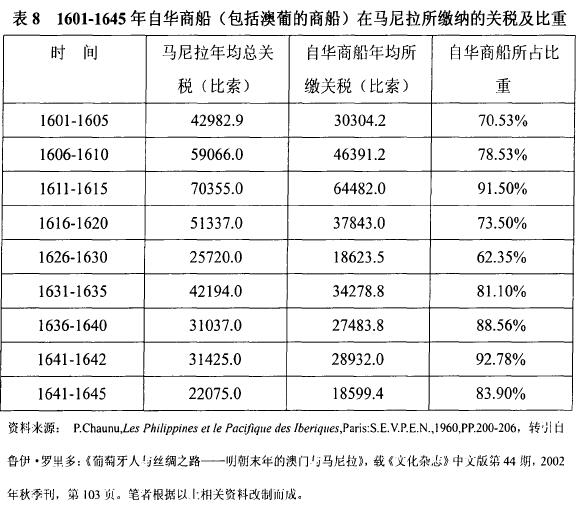 表 8 1601-1645 年自华商船（包括澳葡的商船）在马尼拉所缴纳的关税及比重
时 间 马尼拉年均总关税（比索） 自华商船年均所缴关税（比索） 自华商船所占比重
1601-1605 42982.9 30304.2 70.53%
1606-1610 59066.0 46391.2 78.53%
1611-1615 70355.0 64482.0 91.50%
1616-1620 51337.0 37843.0 73.50%
1626-1630 25720.0 18623.5 62.35%
1631-1635 42194.0 34278.8 81.10%
1636-1640 31037.0 27483.8 88.56%
1641-1642 31425.0 28932.0 92.78%
1641-1645 22075.0 18599.4 83.90%
资料来源： P.Chaunu,Les Philippines et le Pacifique des Iberiques,Paris:S.E.V.P.E.N.,1960,PP.200-206，转引自
鲁伊·罗里多：《葡萄牙人与丝绸之路——明朝末年的澳门与马尼拉》，载《文化杂志》中文版第 44 期，2002
年秋季刊，第 103 页。笔者根据以上相关资料改制而成。